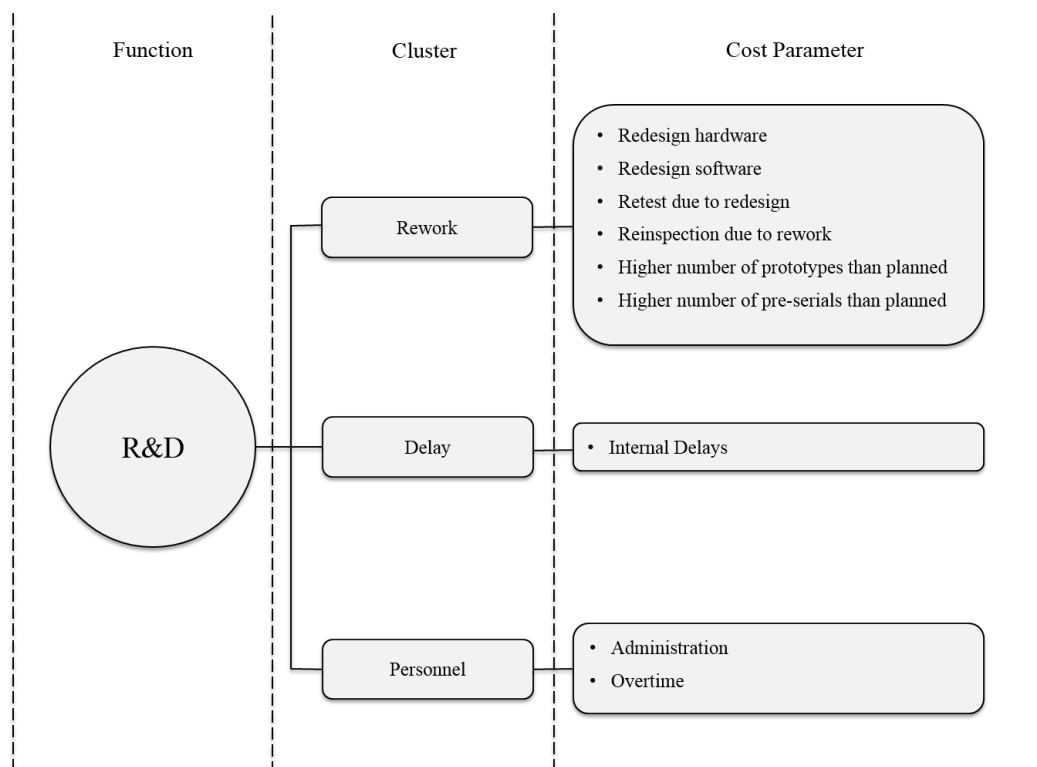 Function
Cluster
Cost Parameter
• Redesign hardware
• Redesign software
• Retest due to redesign
• Reinspection due to rework
• Higher number of prototypes than planned
• Higher number of pre-serials than planned
Rework
R&D
Delay
• Internal Delays
Personnel
• Administration
• Overtime